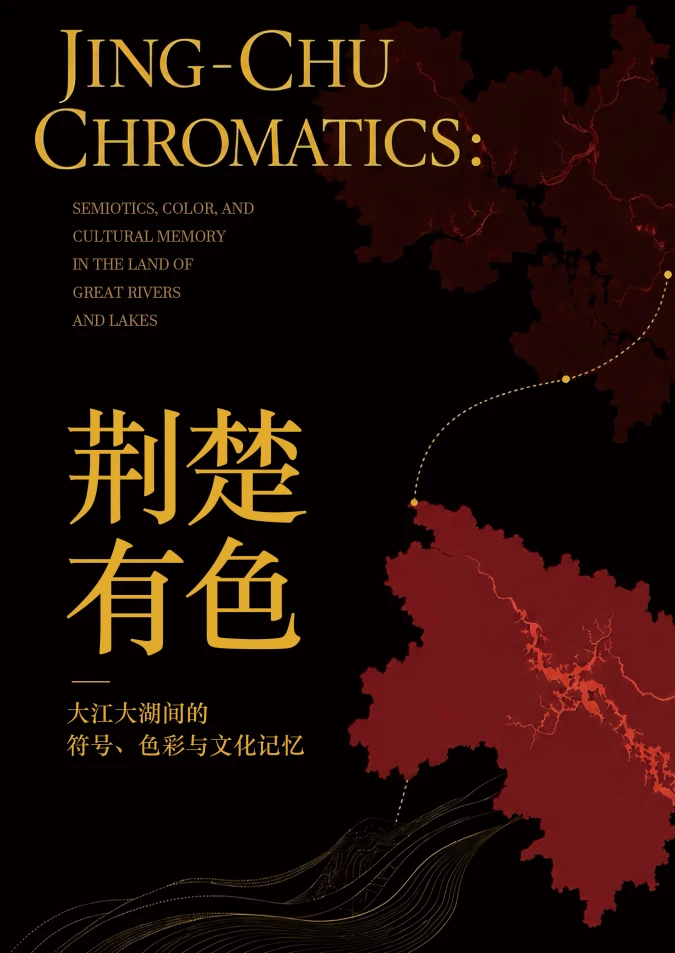 JING-CHU
CHROMATICS:
SEMIOTICS, COLOR, AND
CULTURAL MEMORY
IN THE LAND OF
GREAT RIVERS
AND LAKES
荆楚
有色
大江大湖间的
符号、色彩与文化记忆